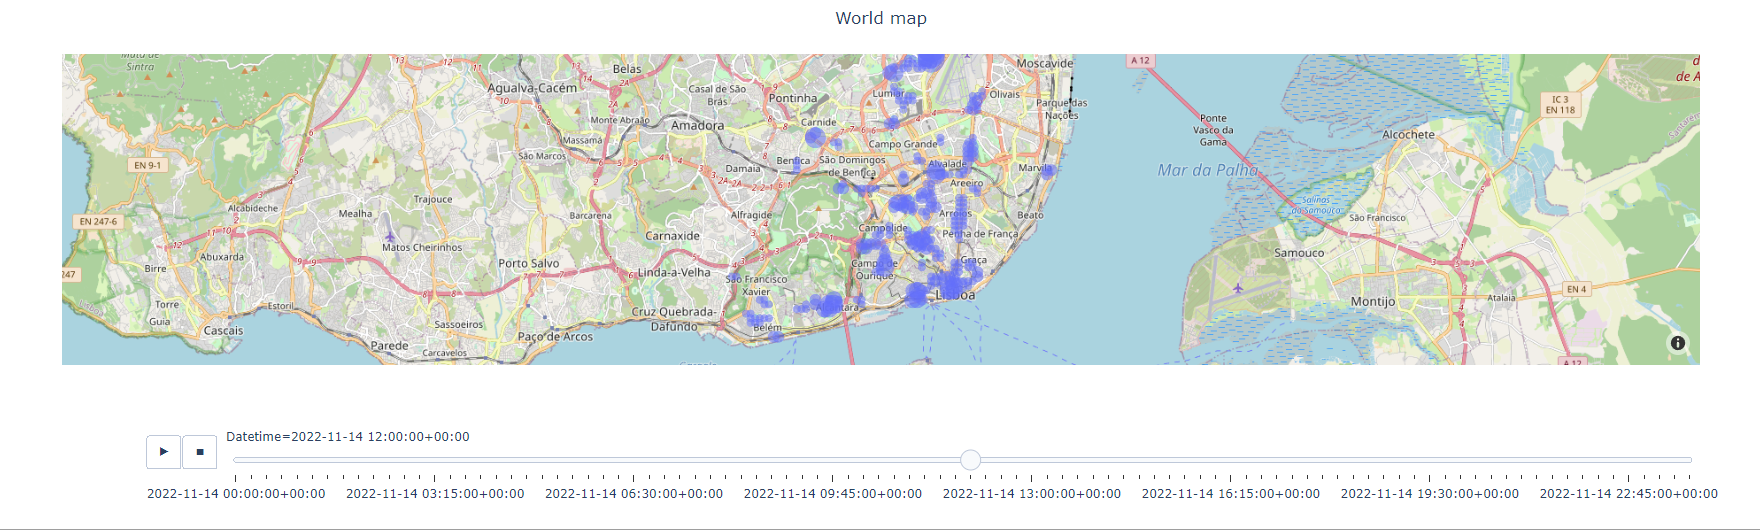 World map
Mata de
Sintra
Belas
Agualva-Cacém
Casal de São
Brás
Pontinha
Lumiar
Olivais
Moscavide
A 12
Parque das
Nações
IC 3
EN 118
Monte Abraão
Amadora
Carnide
Ponte
Vasco da
Gama
Alcochete
Massamá
São Marcos
Campo Grande
EN 9-1
Damaia
Benfica
São Domingos
de Benfica
Alvalade
Areeiro
Mar da Palha
Trajouce
Alcabideche
Mealha
Barcarena
Alfragide
Arroios
Beato
Salinas
do Samouco
São Francisco
EN 247-6
Matos Cheirinhos
Carnaxide
Campolide
Penha de França
Abuxarda
Birre
Porto Salvo
Linda-a-Velha
São Francisco
Xavier
Campo de
Ourique
Graça
Samouco
247
EN 4
Torre
Guia
Estoril
Cascais
Sassoeiros
Parede
Carcavelos
Paço de Arcos
Cruz Quebrada-
Dafundo
Belém
Lisboa
Montijo
Atalaia
A 12
Datetime=2022-11-14 12:00:00+00:00
2022-11-14 00:00:00+00:00 2022-11-14 03:15:00+00:00 2022-11-14 06:30:00+00:00 2022-11-14 09:45:00+00:00 2022-11-14 13:00:00+00:00 2022-11-14 16:15:00+00:00 2022-11-14 19:30:00+00:00 2022-11-14 22:45:00+00:00